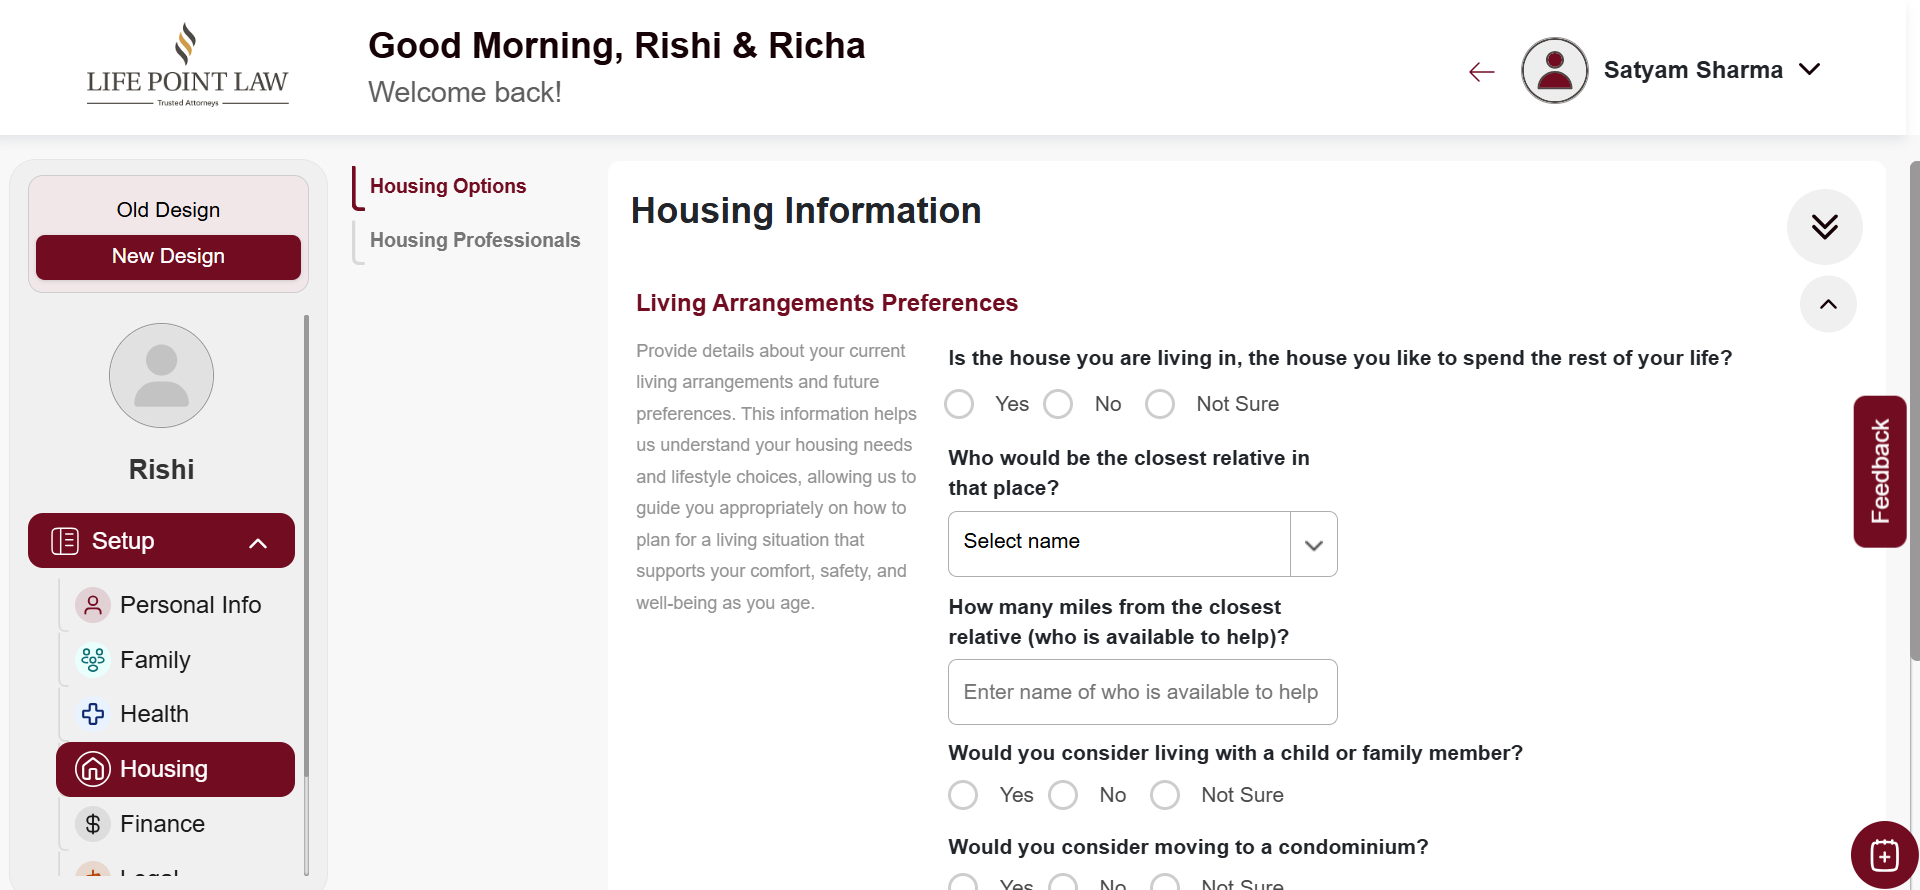 LIFE POINT LAW
Trusted Attorneys
Good Morning, Rishi & Richa
Welcome back!
Satyam Sharma
Old Design
New Design
Rishi
Setup
Personal Info
Family
Health
Housing
Finance
Legal
Housing Options
Housing Professionals
Housing Information
Living Arrangements Preferences
Provide details about your current
living arrangements and future
preferences. This information helps
us understand your housing needs
and lifestyle choices, allowing us to
guide you appropriately on how to
plan for a living situation that
supports your comfort, safety, and
well-being as you age.
Is the house you are living in, the house you like to spend the rest of your life?
Yes No Not Sure
Who would be the closest relative in
that place?
Select name
How many miles from the closest
relative (who is available to help)?
Enter name of who is available to help
Would you consider living with a child or family member?
Yes No Not Sure
Would you consider moving to a condominium?
Yes No Not Sure
Feedback